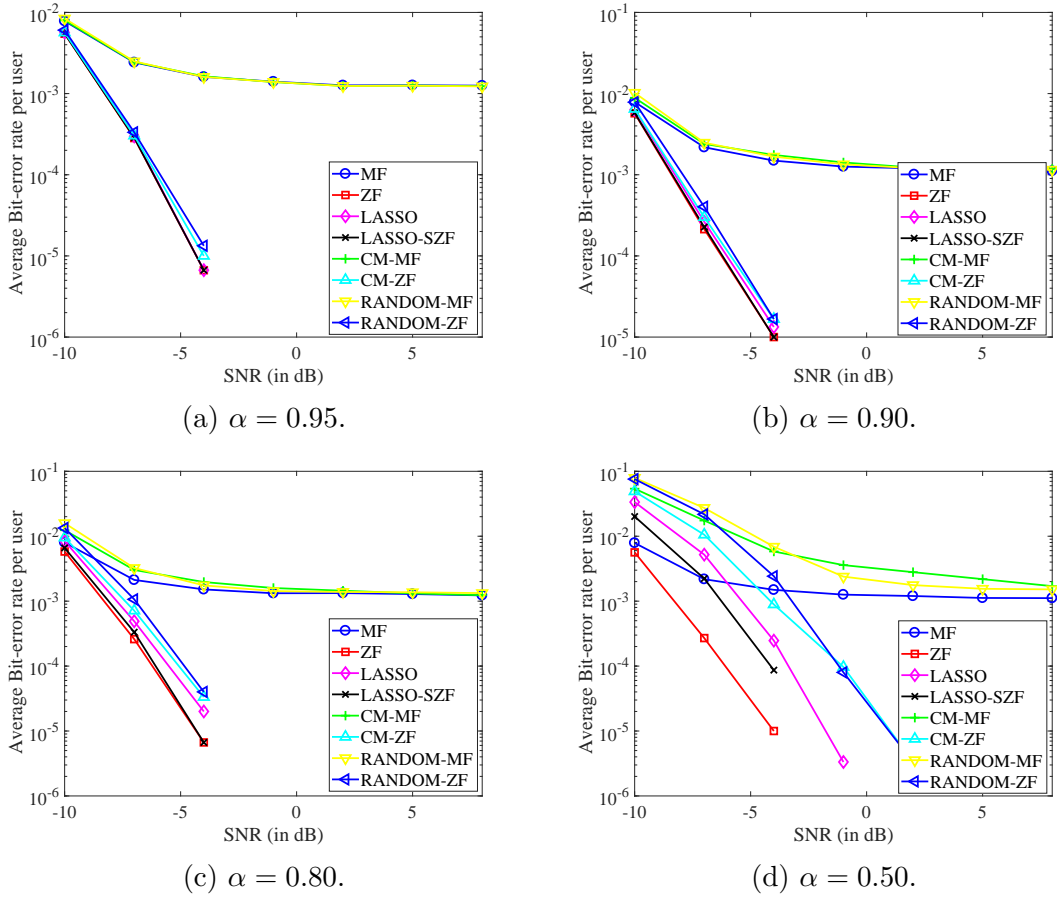 10^-2
10^-3
10^-4
10^-5
10^-6
Average Bit-error rate per user
-10 -5 0 5
SNR (in dB)
MF
ZF
LASSO
LASSO-SZF
CM-MF
CM-ZF
RANDOM-MF
RANDOM-ZF
(a) α = 0.95.
10^-1
10^-2
10^-3
10^-4
10^-5
Average Bit-error rate per user
-10 -5 0 5
SNR (in dB)
MF
ZF
LASSO
LASSO-SZF
CM-MF
CM-ZF
RANDOM-MF
RANDOM-ZF
(b) α = 0.90.
10^-1
10^-2
10^-3
10^-4
10^-5
10^-6
Average Bit-error rate per user
-10 -5 0 5
SNR (in dB)
MF
ZF
LASSO
LASSO-SZF
CM-MF
CM-ZF
RANDOM-MF
RANDOM-ZF
(c) α = 0.80.
10^-1
10^-2
10^-3
10^-4
10^-5
10^-6
Average Bit-error rate per user
-10 -5 0 5
SNR (in dB)
MF
ZF
LASSO
LASSO-SZF
CM-MF
CM-ZF
RANDOM-MF
RANDOM-ZF
(d) α = 0.50.